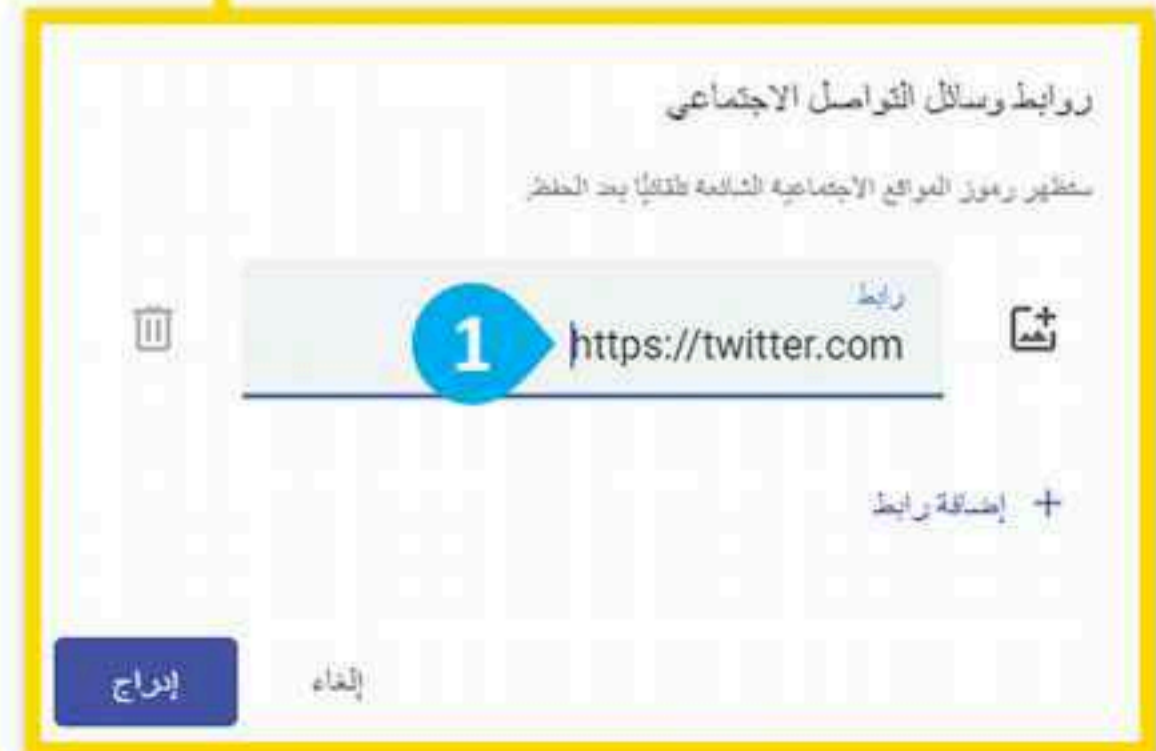 روابط وسائل التواصل الاجتماعي
ستظهر رموز المواقع الاجتماعية الشائعة تلقائيًا بعد الحفظ
رابط
1
https://twitter.com
+ إضافة رابط
إلغاء
إدراج